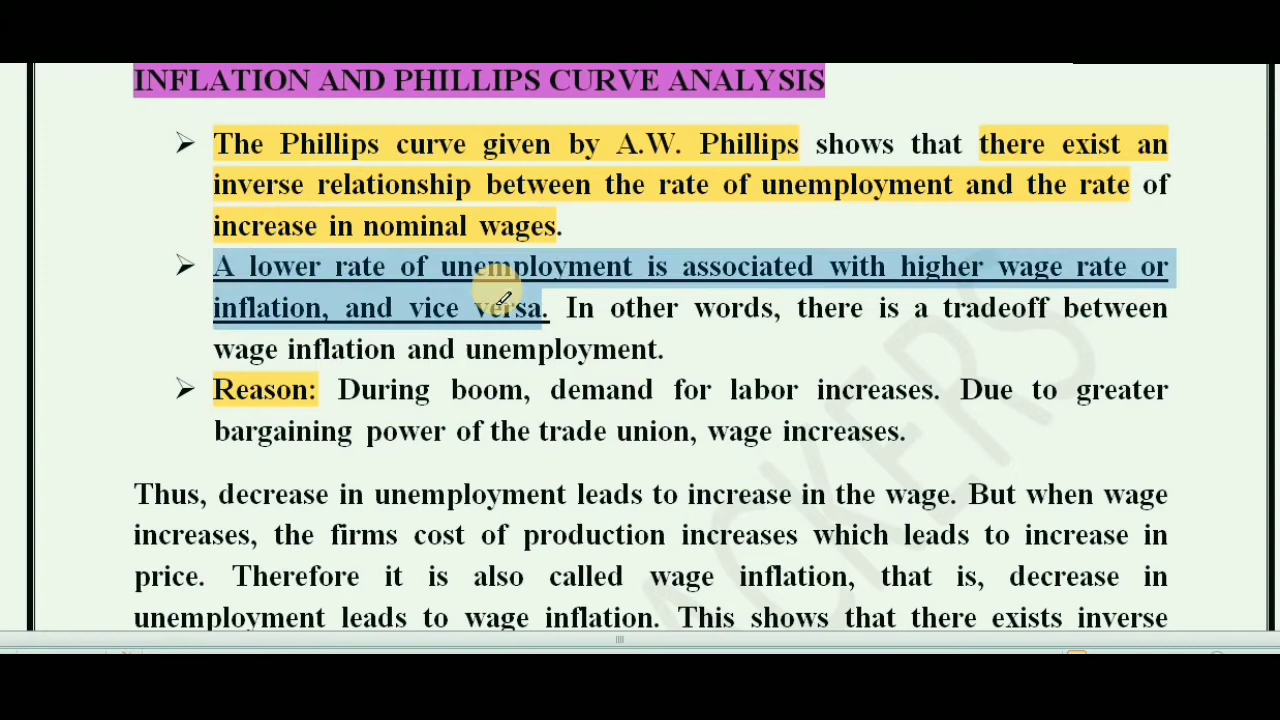 INFLATION AND PHILLIPS CURVE ANALYSIS
➢ The Phillips curve given by A.W. Phillips shows that there exist an
inverse relationship between the rate of unemployment and the rate of
increase in nominal wages.
➢ A lower rate of unemployment is associated with higher wage rate or
inflation, and vice versa. In other words, there is a tradeoff between
wage inflation and unemployment.
➢ Reason: During boom, demand for labor increases. Due to greater
bargaining power of the trade union, wage increases.
Thus, decrease in unemployment leads to increase in the wage. But when wage
increases, the firms cost of production increases which leads to increase in
price. Therefore it is also called wage inflation, that is, decrease in
unemployment leads to wage inflation. This shows that there exists inverse
ACKERS